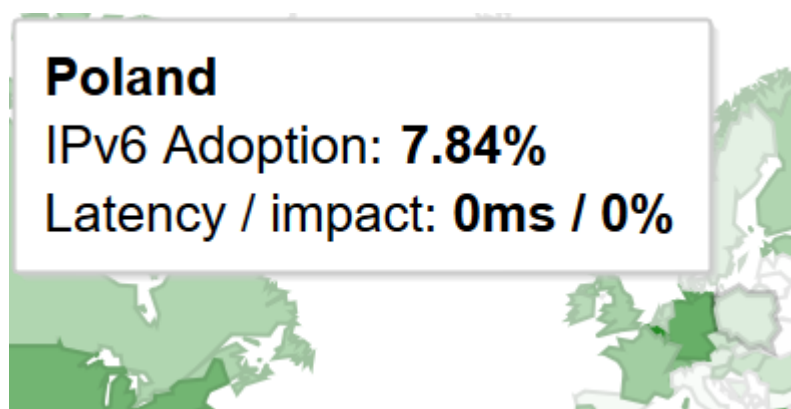 Poland
IPv6 Adoption: 7.84%
Latency / impact: 0ms / 0%